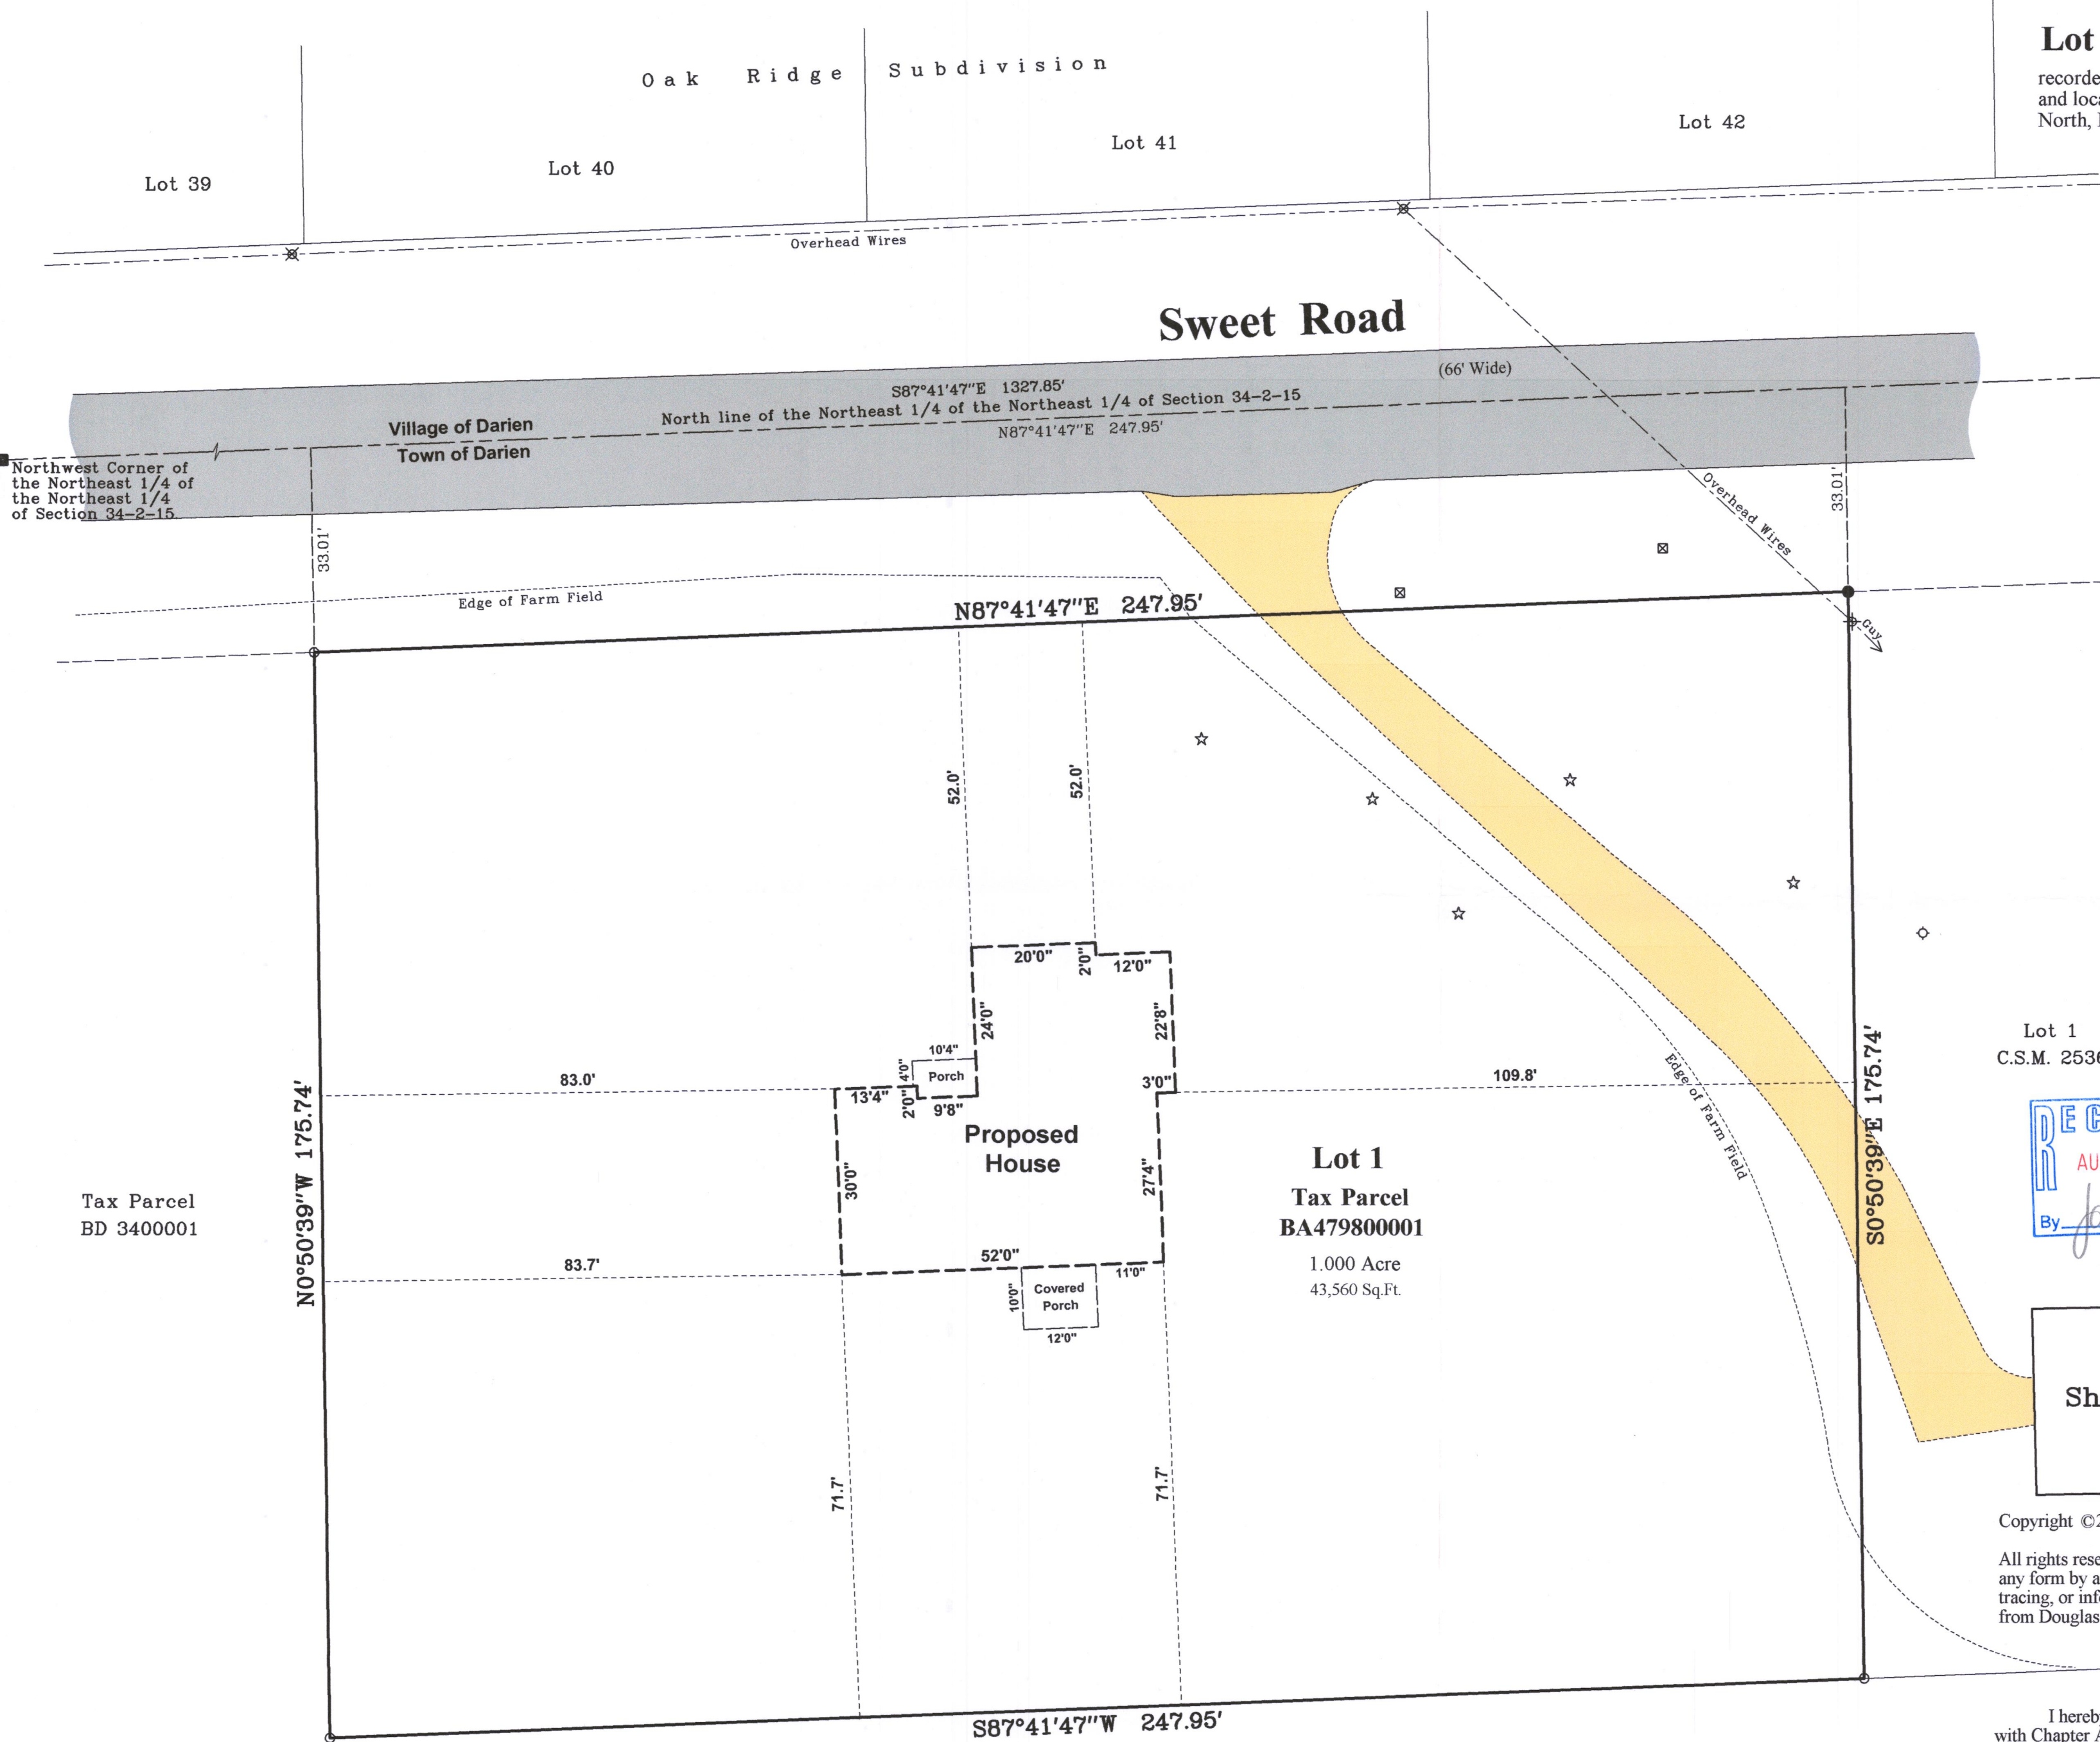 Oak Ridge Subdivision
Lot 39
Lot 40
Lot 41
Lot 42
Lot
recorde
and loca
North,
Overhead Wires
Sweet Road
(66' Wide)
S87°41'47"E 1327.85'
North line of the Northeast 1/4 of the Northeast 1/4 of Section 34-2-15
N87°41'47"E 247.95'
Village of Darien
Town of Darien
Northwest Corner of
the Northeast 1/4 of
the Northeast 1/4
of Section 34-2-15.
33.01'
33.01'
Overhead Wires
Guy
Edge of Farm Field
N87°41'47"E 247.95'
52.0'
52.0'
20'0"
2'0"
12'0"
24'0"
22'8"
10'4"
4'0"
Porch
83.0'
13'4"
2'0"
9'8"
3'0"
109.8'
Proposed
House
30'0"
27'4"
83.7'
52'0"
11'0"
10'0"
Covered
Porch
12'0"
71.7'
71.7'
N0°50'39"W 175.74'
S0°50'39"E 175.74'
Edge of Farm Field
Lot 1
Tax Parcel
BA479800001
1.000 Acre
43,560 Sq.Ft.
Tax Parcel
BD 3400001
Lot 1
C.S.M. 2536
REC
AU
By
Sh
Copyright ©2
All rights rese
any form by a
tracing, or inf
from Douglas
S87°41'47"W 247.95'
I hereb
with Chapter A